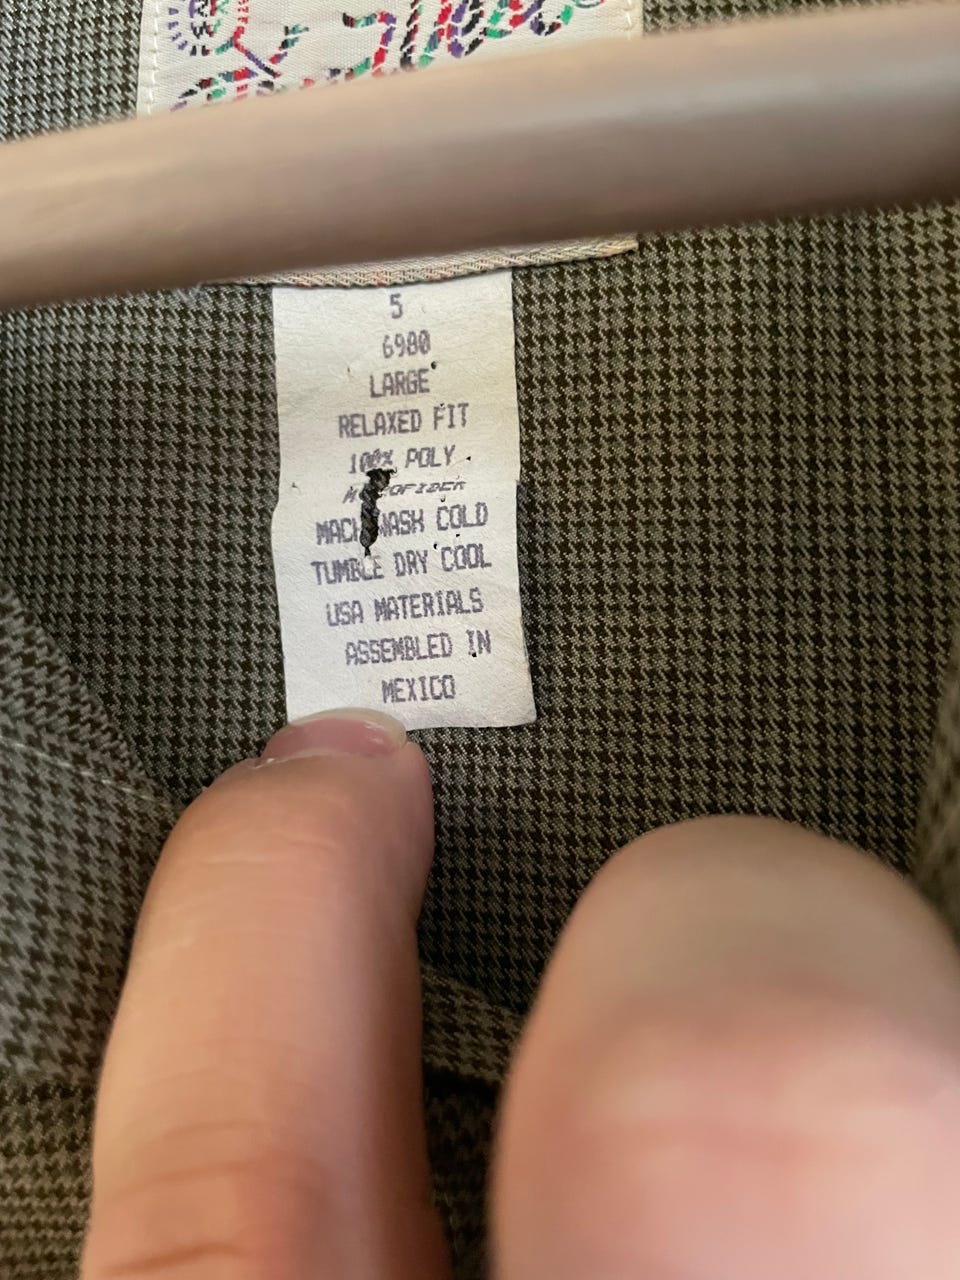 5
6980
LARGE
RELAXED FIT
100% POLY
MACH WASH COLD
TUMBLE DRY COOL
USA MATERIALS
ASSEMBLED IN
MEXICO